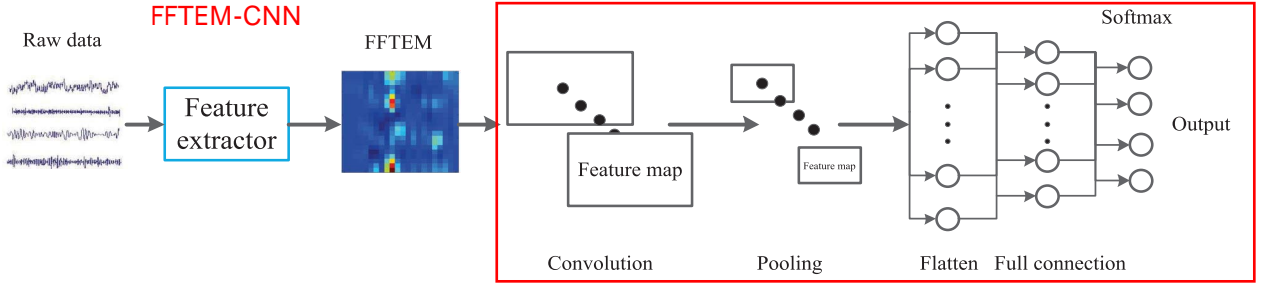 FFTEM-CNN
Raw data
Feature
extractor
FFTEM
Feature map
Feature map
Softmax
Output
Convolution
Pooling
Flatten
Full connection